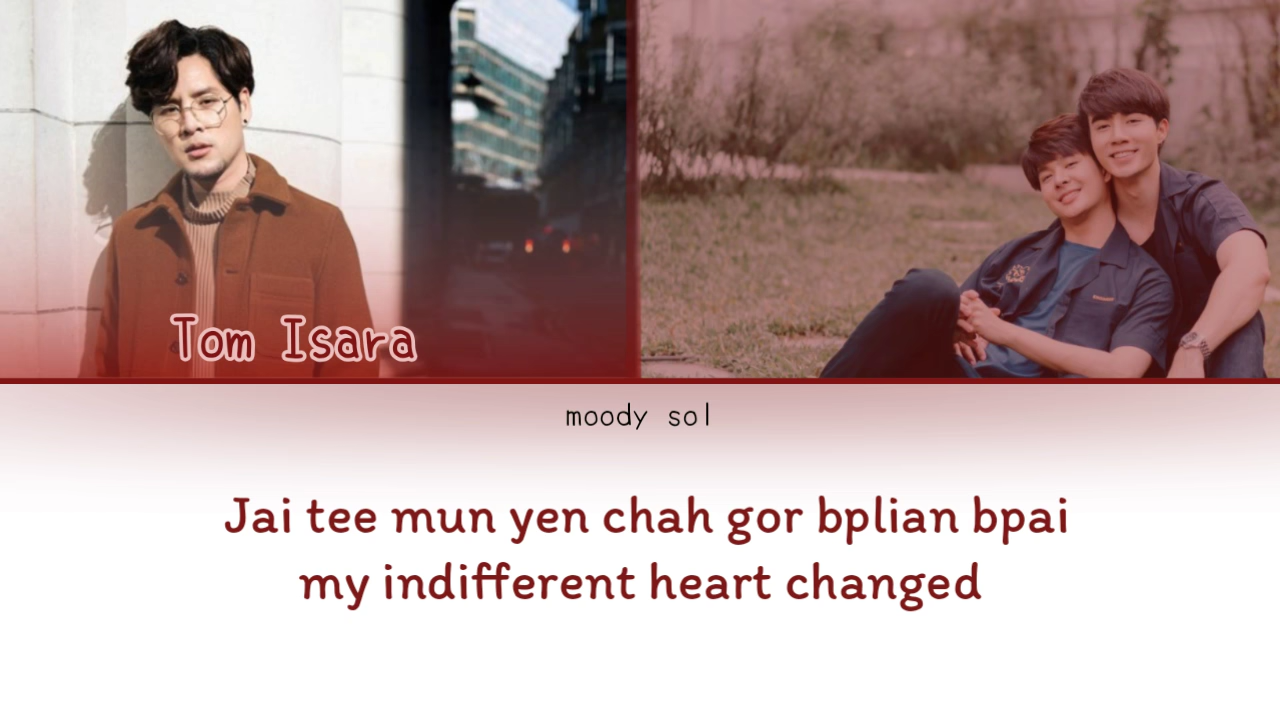 Tom Isara
moody sol
Jai tee mun yen chah gor bplian bpai
my indifferent heart changed